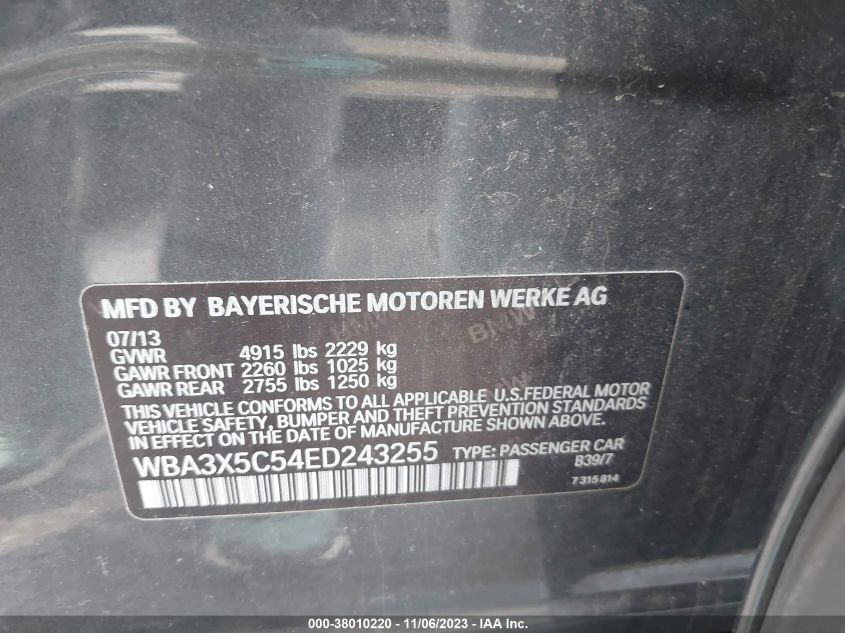 MFD BY BAYERISCHE MOTOREN WERKE AG
07/13
GVWR 4915 lbs 2229 kg
GAWR FRONT 2260 lbs 1025 kg
GAWR REAR 2755 lbs 1250 kg
THIS VEHICLE CONFORMS TO ALL APPLICABLE U.S.FEDERAL MOTOR
VEHICLE SAFETY, BUMPER AND THEFT PREVENTION STANDARDS
IN EFFECT ON THE DATE OF MANUFACTURE SHOWN ABOVE.
WBA3X5C54ED243255 TYPE: PASSENGER CAR
B39/7
7 315 814
BMW
000-38010220 - 11/06/2023 - IAAI.com